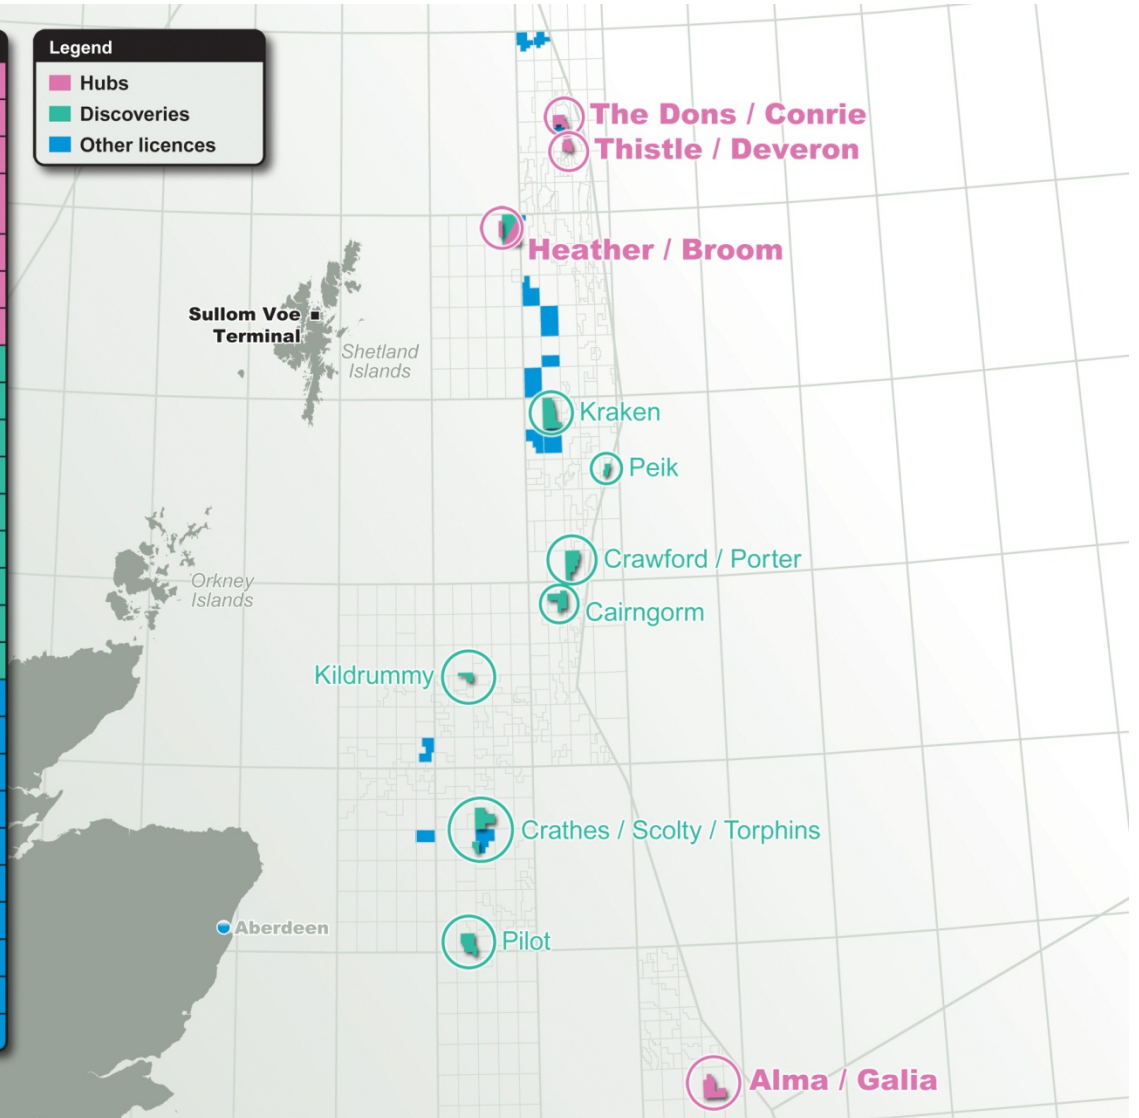 Legend
Hubs
Discoveries
Other licences
The Dons / Conrie
Thistle / Deveron
Heather / Broom
Sullom Voe
Terminal
Shetland
Islands
Kraken
Peik
Crawford / Porter
Orkney
Islands
Cairngorm
Kildrummy
Crathes / Scolty / Torphins
Aberdeen
Pilot
Alma / Galia